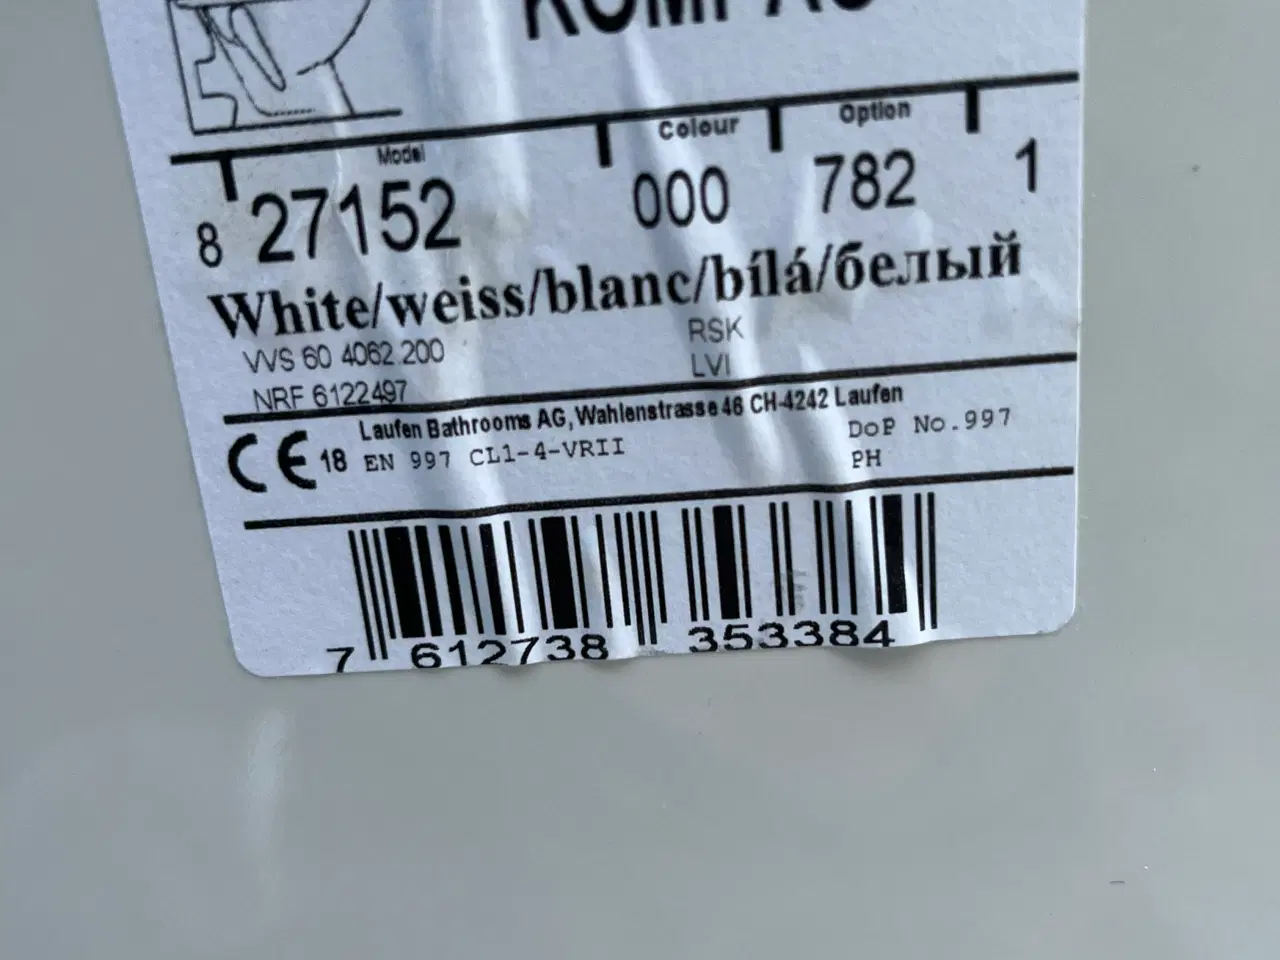 KOMPAC
Model Colour Option
8 27152 000 782 1
White/weiss/blanc/bílá/белый
VVS 60 4062 200 RSK
NRF 6122497 LVI
Laufen Bathrooms AG, Wahlenstrasse 46 CH-4242 Laufen
CE 18 EN 997 CL1-4-VRII DoP No.997
PH
7 612738 353384